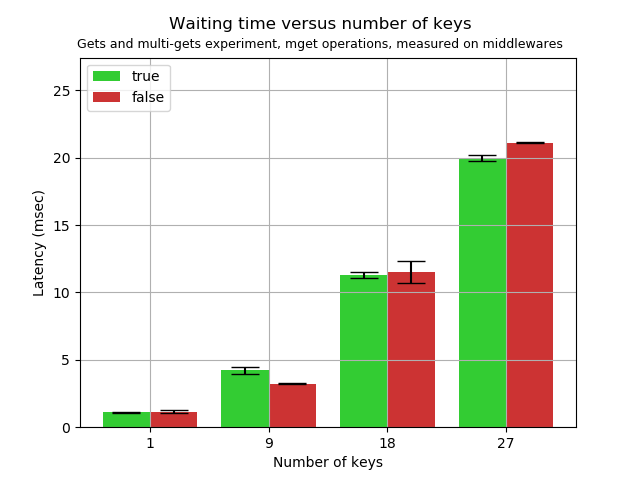 Waiting time versus number of keys
Gets and multi-gets experiment, mget operations, measured on middlewares
true
false
25
20
15
10
5
0
Latency (msec)
1 9 18 27
Number of keys